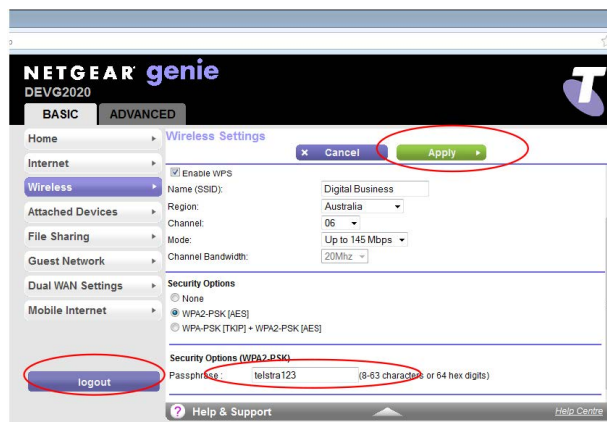 NETGEAR genie
DEVG2020
BASIC ADVANCED
Home
Internet
Wireless
Attached Devices
File Sharing
Guest Network
Dual WAN Settings
Mobile Internet
logout
Wireless Settings
× Cancel Apply
Enable WPS
Name (SSID): Digital Business
Region: Australia
Channel: 06
Mode: Up to 145 Mbps
Channel Bandwidth: 20Mhz
Security Options
None
WPA2-PSK [AES]
WPA-PSK [TKIP] + WPA2-PSK [AES]
Security Options (WPA2-PSK)
Passphrase : telstra123 (8-63 characters or 64 hex digits)
? Help & Support Help Centre
T